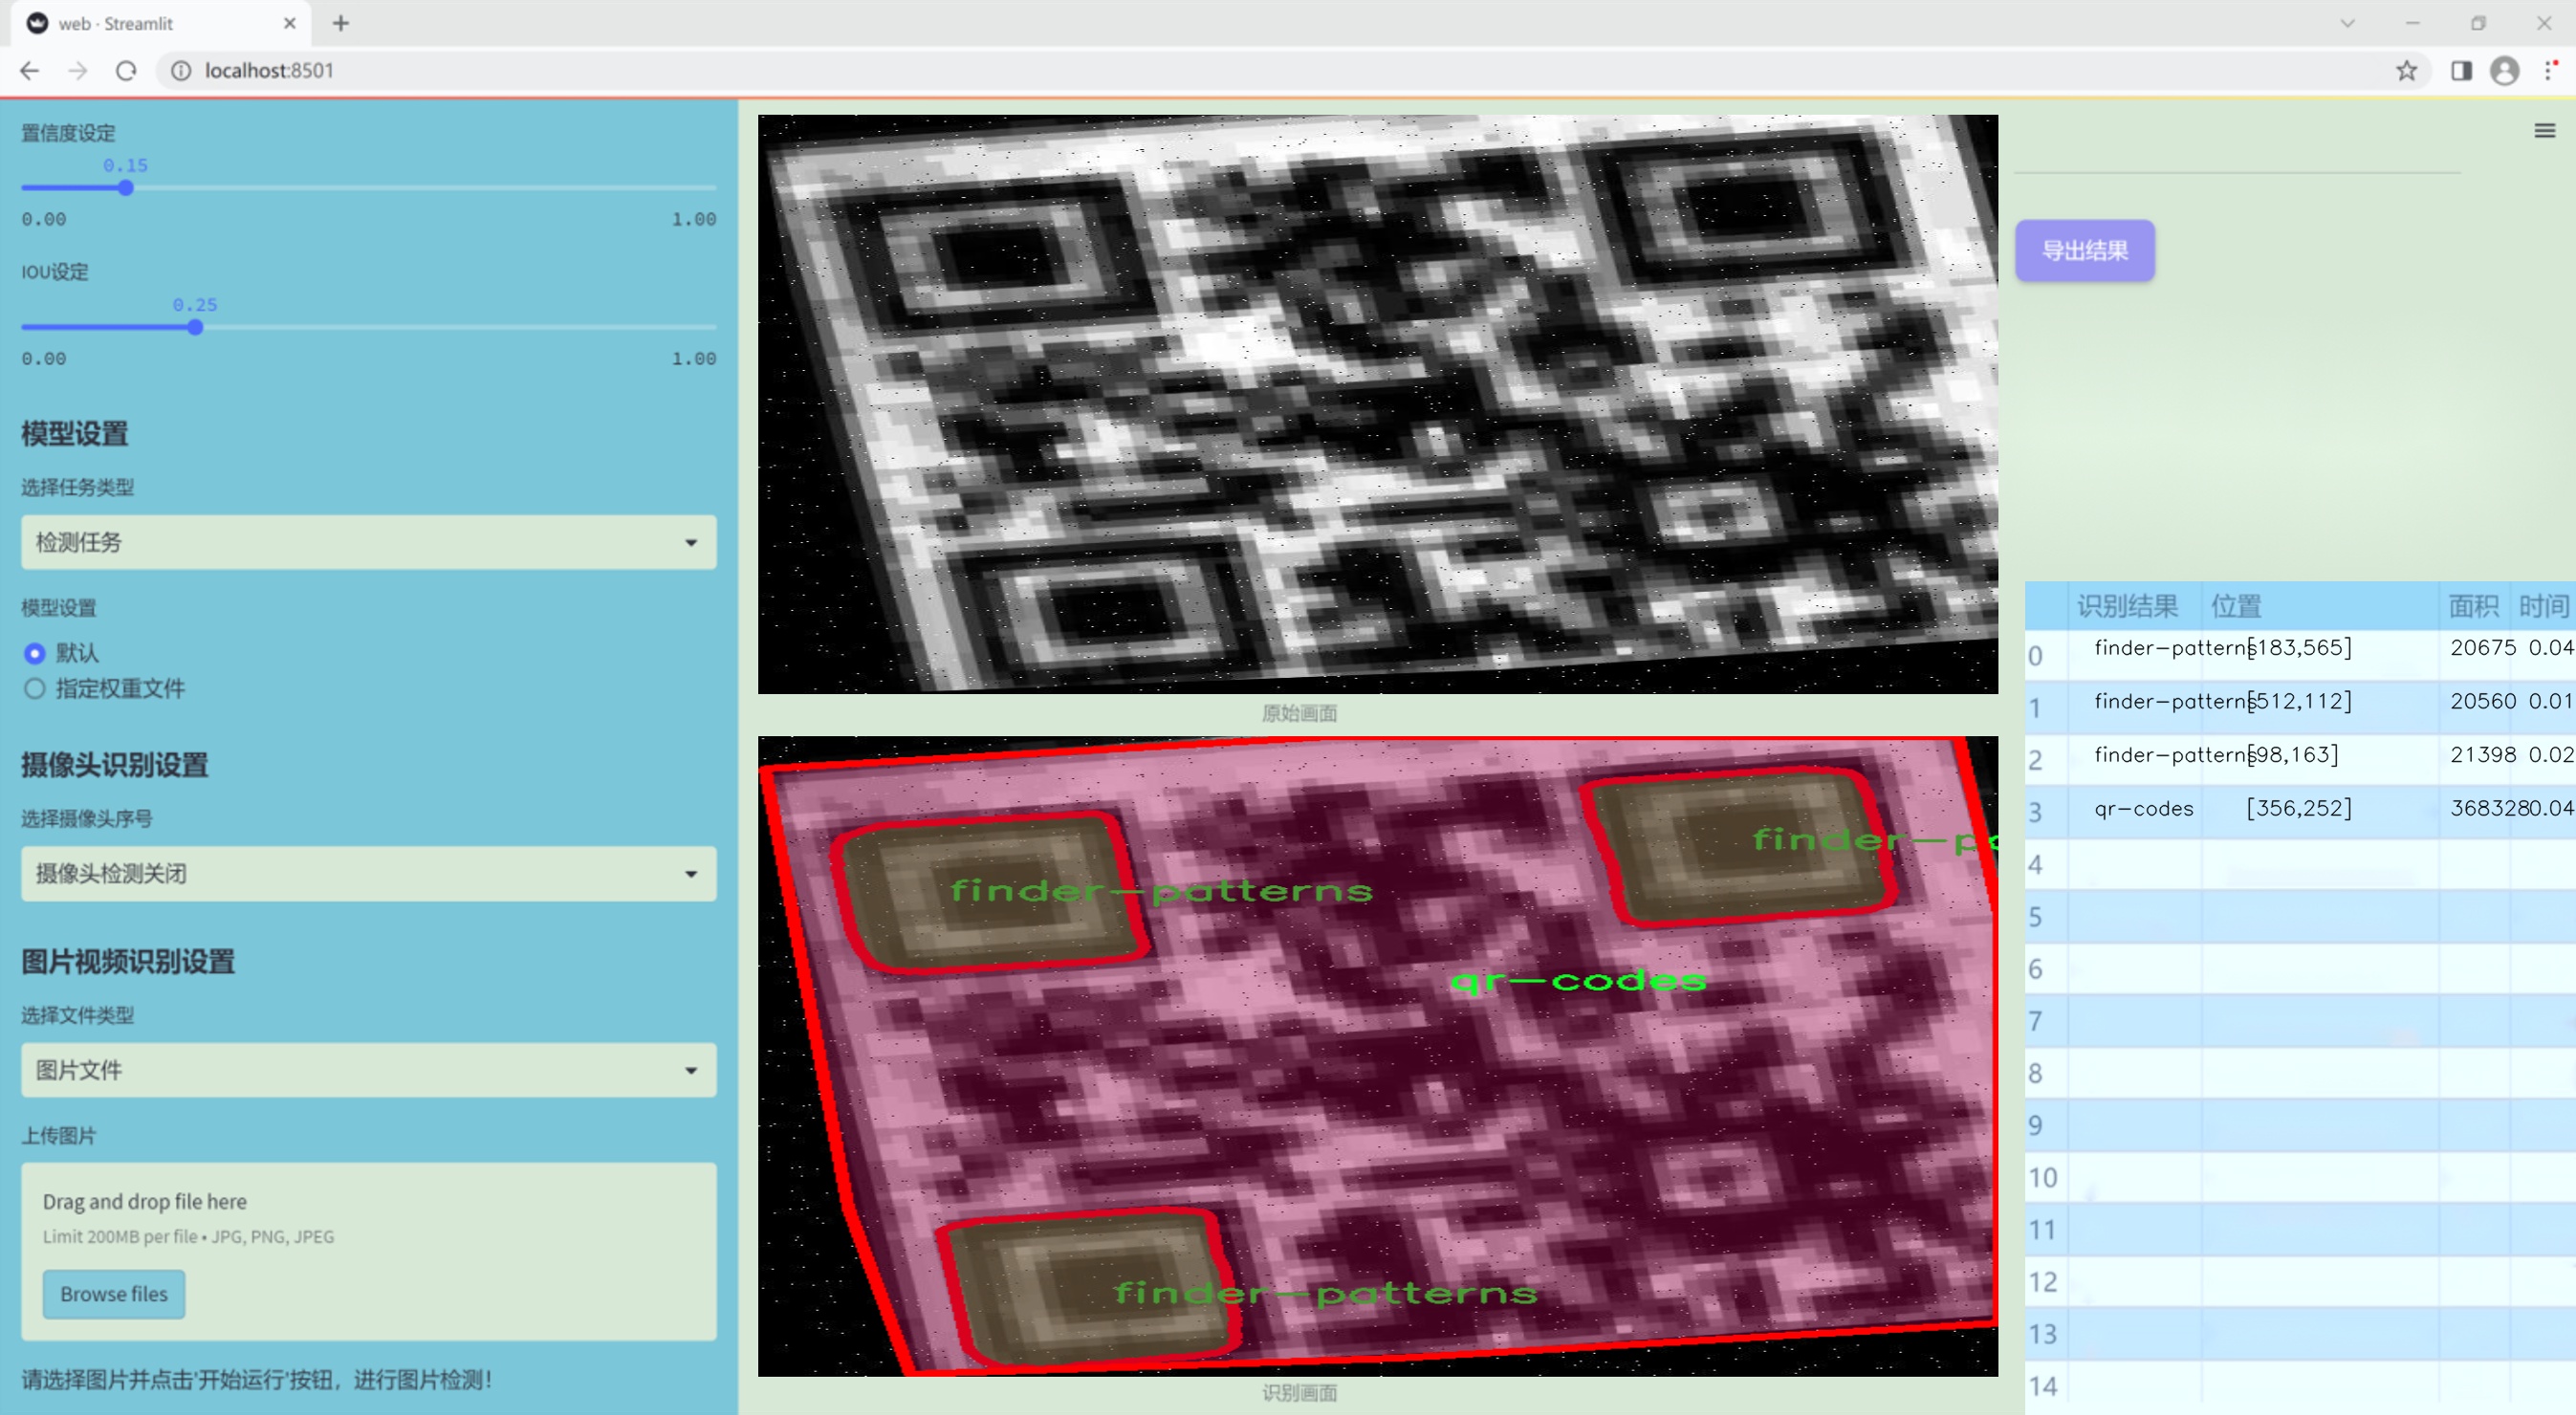 web · Streamlit
localhost:8501
置信度设定
0.15
0.00 1.00
IOU设定
0.25
0.00 1.00
模型设置
选择任务类型
检测任务
模型设置
默认
指定权重文件
摄像头识别设置
选择摄像头序号
摄像头检测关闭
图片视频识别设置
选择文件类型
图片文件
上传图片
Drag and drop file here
Limit 200MB per file • JPG, PNG, JPEG
Browse files
请选择图片并点击'开始运行'按钮，进行图片检测!
原始画面
finder-patterns
finder-pa
qr-codes
finder-patterns
识别画面
导出结果
识别结果 位置 面积 时间
0 finder-patterns [183,565] 20675 0.04
1 finder-patterns [512,112] 20560 0.01
2 finder-patterns [98,163] 21398 0.02
3 qr-codes [356,252] 368328 0.04
4
5
6
7
8
9
10
11
12
13
14